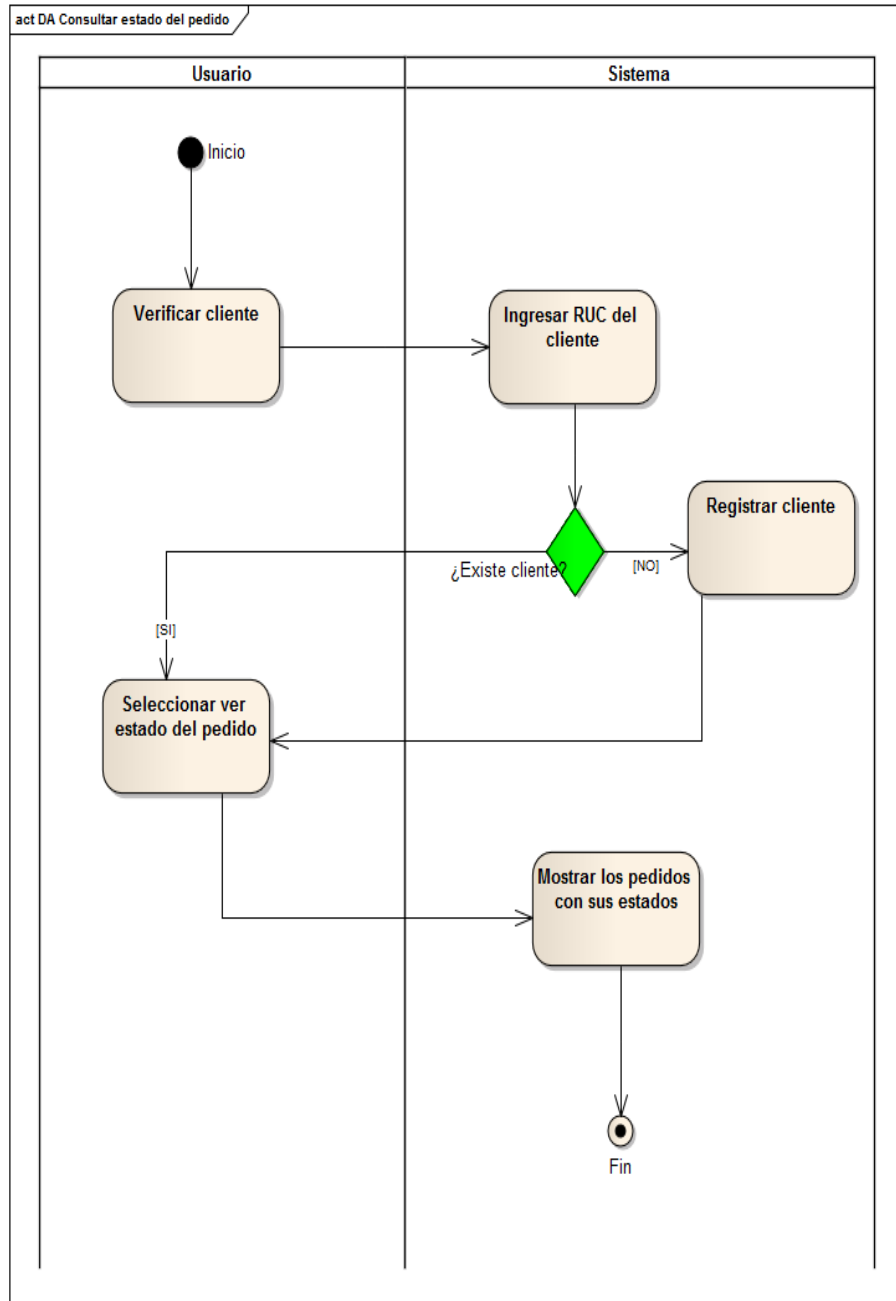 act DA Consultar estado del pedido
Usuario
Sistema
Inicio
Verificar cliente
Ingresar RUC del
cliente
Registrar cliente
¿Existe cliente?
[NO]
[SI]
Seleccionar ver
estado del pedido
Mostrar los pedidos
con sus estados
Fin